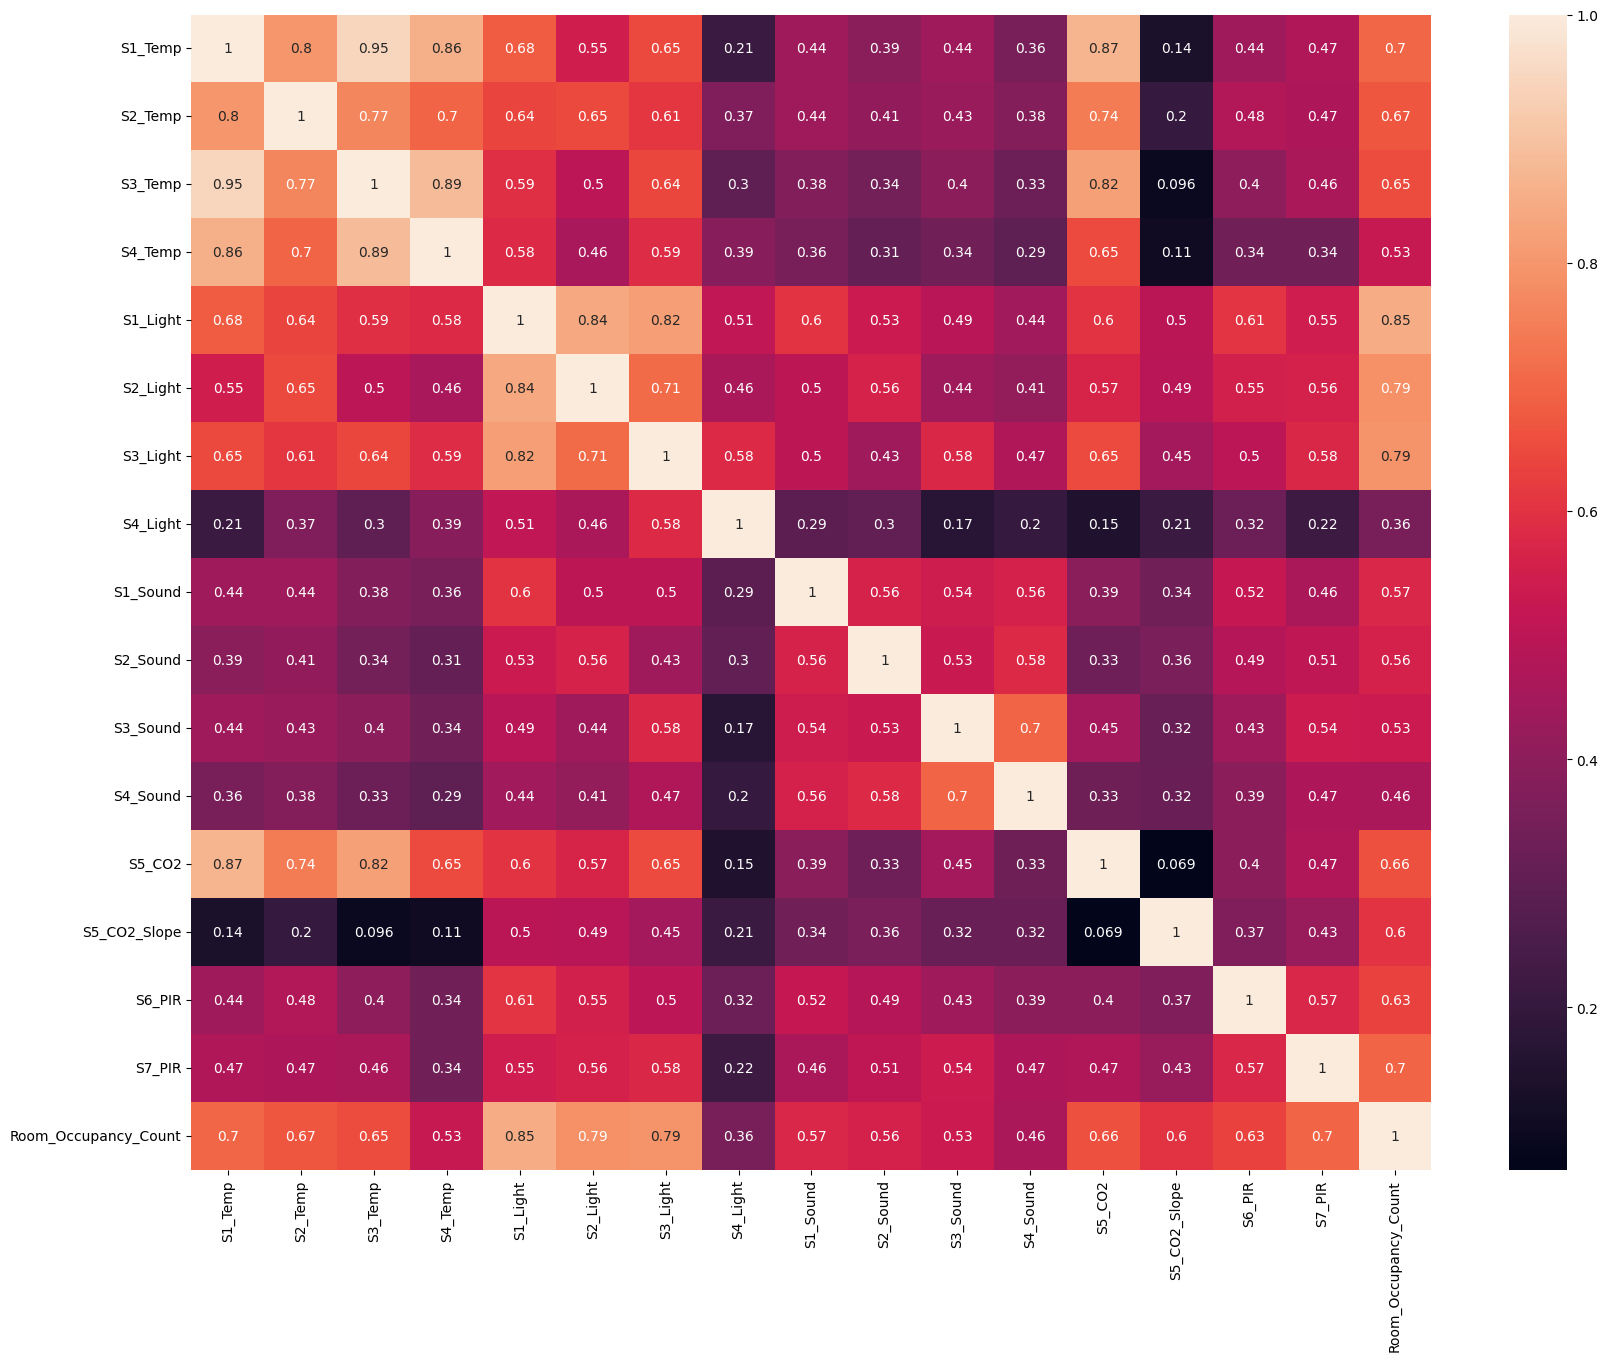 S1_Temp 1 0.8 0.95 0.86 0.68 0.55 0.65 0.21 0.44 0.39 0.44 0.36 0.87 0.14 0.44 0.47 0.7
S2_Temp 0.8 1 0.77 0.7 0.64 0.65 0.61 0.37 0.44 0.41 0.43 0.38 0.74 0.2 0.48 0.47 0.67
S3_Temp 0.95 0.77 1 0.89 0.59 0.5 0.64 0.3 0.38 0.34 0.4 0.33 0.82 0.096 0.4 0.46 0.65
S4_Temp 0.86 0.7 0.89 1 0.58 0.46 0.59 0.39 0.36 0.31 0.34 0.29 0.65 0.11 0.34 0.34 0.53
S1_Light 0.68 0.64 0.59 0.58 1 0.84 0.82 0.51 0.6 0.53 0.49 0.44 0.6 0.5 0.61 0.55 0.85
S2_Light 0.55 0.65 0.5 0.46 0.84 1 0.71 0.46 0.5 0.56 0.44 0.41 0.57 0.49 0.55 0.56 0.79
S3_Light 0.65 0.61 0.64 0.59 0.82 0.71 1 0.58 0.5 0.43 0.58 0.47 0.65 0.45 0.5 0.58 0.79
S4_Light 0.21 0.37 0.3 0.39 0.51 0.46 0.58 1 0.29 0.3 0.17 0.2 0.15 0.21 0.32 0.22 0.36
S1_Sound 0.44 0.44 0.38 0.36 0.6 0.5 0.5 0.29 1 0.56 0.54 0.56 0.39 0.34 0.52 0.46 0.57
S2_Sound 0.39 0.41 0.34 0.31 0.53 0.56 0.43 0.3 0.56 1 0.53 0.58 0.33 0.36 0.49 0.51 0.56
S3_Sound 0.44 0.43 0.4 0.34 0.49 0.44 0.58 0.17 0.54 0.53 1 0.7 0.45 0.32 0.43 0.54 0.53
S4_Sound 0.36 0.38 0.33 0.29 0.44 0.41 0.47 0.2 0.56 0.58 0.7 1 0.33 0.32 0.39 0.47 0.46
S5_CO2 0.87 0.74 0.82 0.65 0.6 0.57 0.65 0.15 0.39 0.33 0.45 0.33 1 0.069 0.4 0.47 0.66
S5_CO2_Slope 0.14 0.2 0.096 0.11 0.5 0.49 0.45 0.21 0.34 0.36 0.32 0.32 0.069 1 0.37 0.43 0.6
S6_PIR 0.44 0.48 0.4 0.34 0.61 0.55 0.5 0.32 0.52 0.49 0.43 0.39 0.4 0.37 1 0.57 0.63
S7_PIR 0.47 0.47 0.46 0.34 0.55 0.56 0.58 0.22 0.46 0.51 0.54 0.47 0.47 0.43 0.57 1 0.7
Room_Occupancy_Count 0.7 0.67 0.65 0.53 0.85 0.79 0.79 0.36 0.57 0.56 0.53 0.46 0.66 0.6 0.63 0.7 1
S1_Temp
S2_Temp
S3_Temp
S4_Temp
S1_Light
S2_Light
S3_Light
S4_Light
S1_Sound
S2_Sound
S3_Sound
S4_Sound
S5_CO2
S5_CO2_Slope
S6_PIR
S7_PIR
Room_Occupancy_Count
1.0
0.8
0.6
0.4
0.2